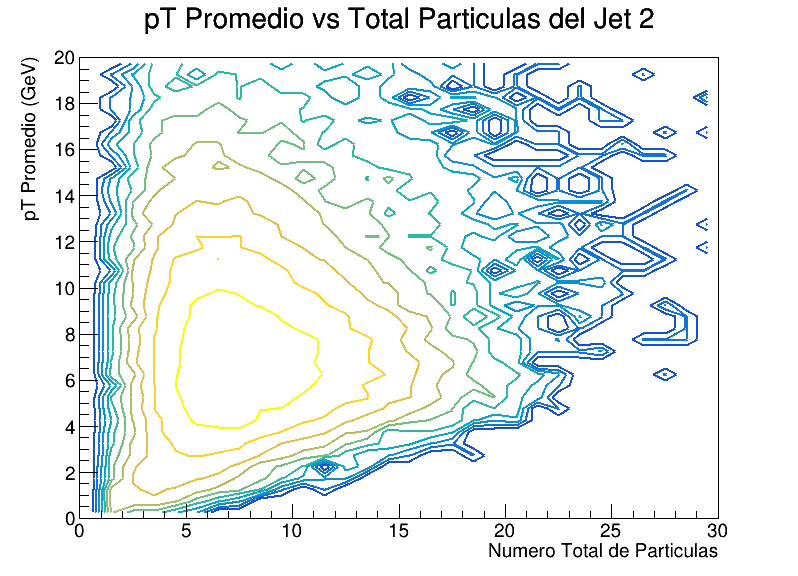 pT Promedio vs Total Particulas del Jet 2
pT Promedio (GeV)
20
18
16
14
12
10
8
6
4
2
0
0 5 10 15 20 25 30
Numero Total de Particulas